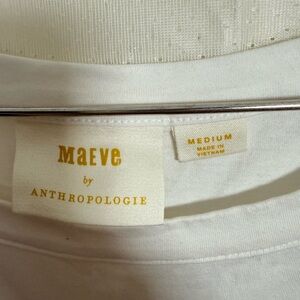 MaEve
by
ANTHROPOLOGIE
MEDIUM
MADE IN
VIETNAM